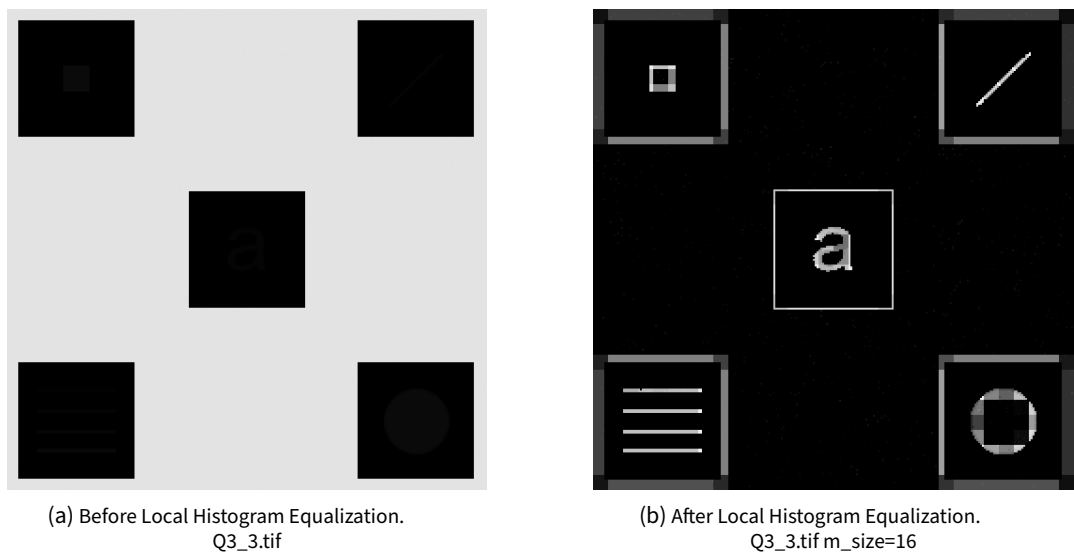 a
a
(a) Before Local Histogram Equalization.
Q3_3.tif
(b) After Local Histogram Equalization.
Q3_3.tif m_size=16